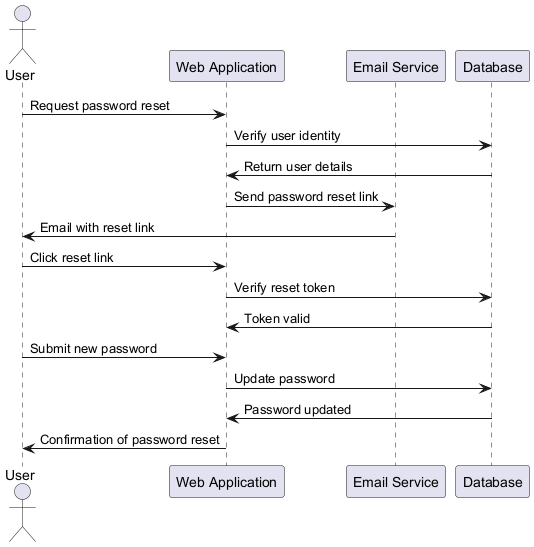 User
Web Application
Email Service
Database
Request password reset
Verify user identity
Return user details
Send password reset link
Email with reset link
Click reset link
Verify reset token
Token valid
Submit new password
Update password
Password updated
Confirmation of password reset
User
Web Application
Email Service
Database